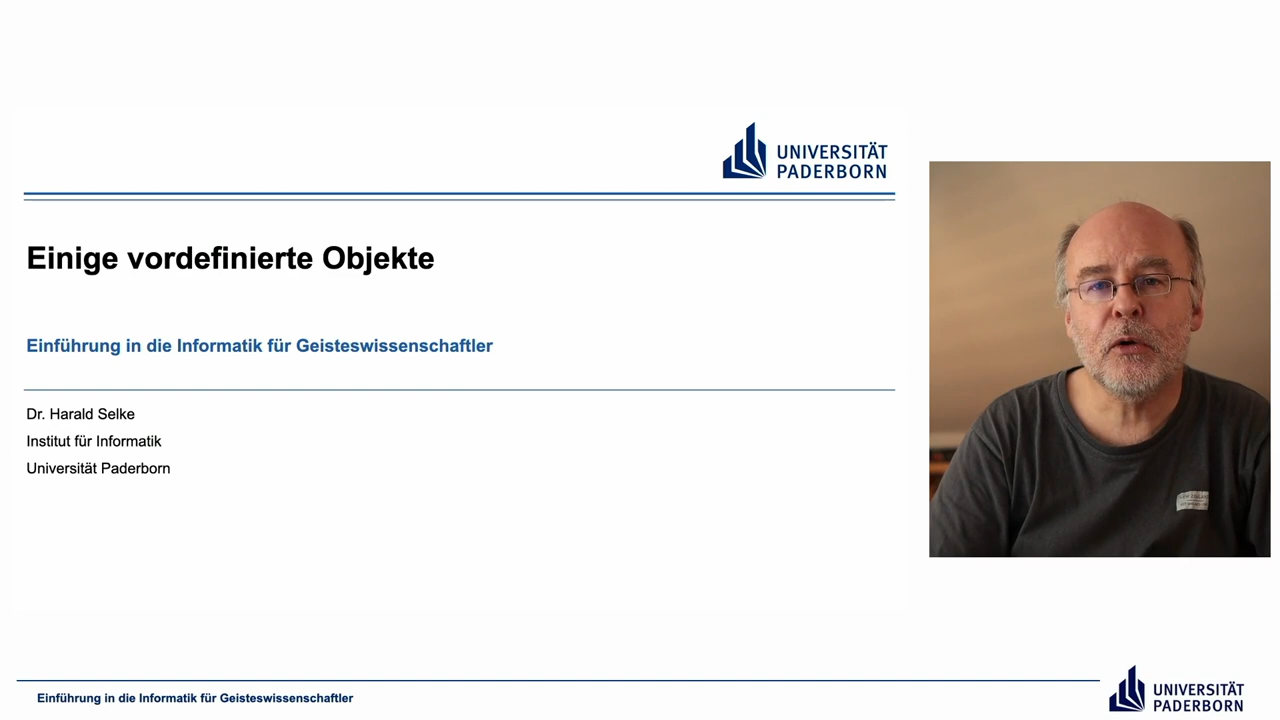 UNIVERSITÄT
PADERBORN
Einige vordefinierte Objekte
Einführung in die Informatik für Geisteswissenschaftler
Dr. Harald Selke
Institut für Informatik
Universität Paderborn
Einführung in die Informatik für Geisteswissenschaftler
UNIVERSITÄT
PADERBORN